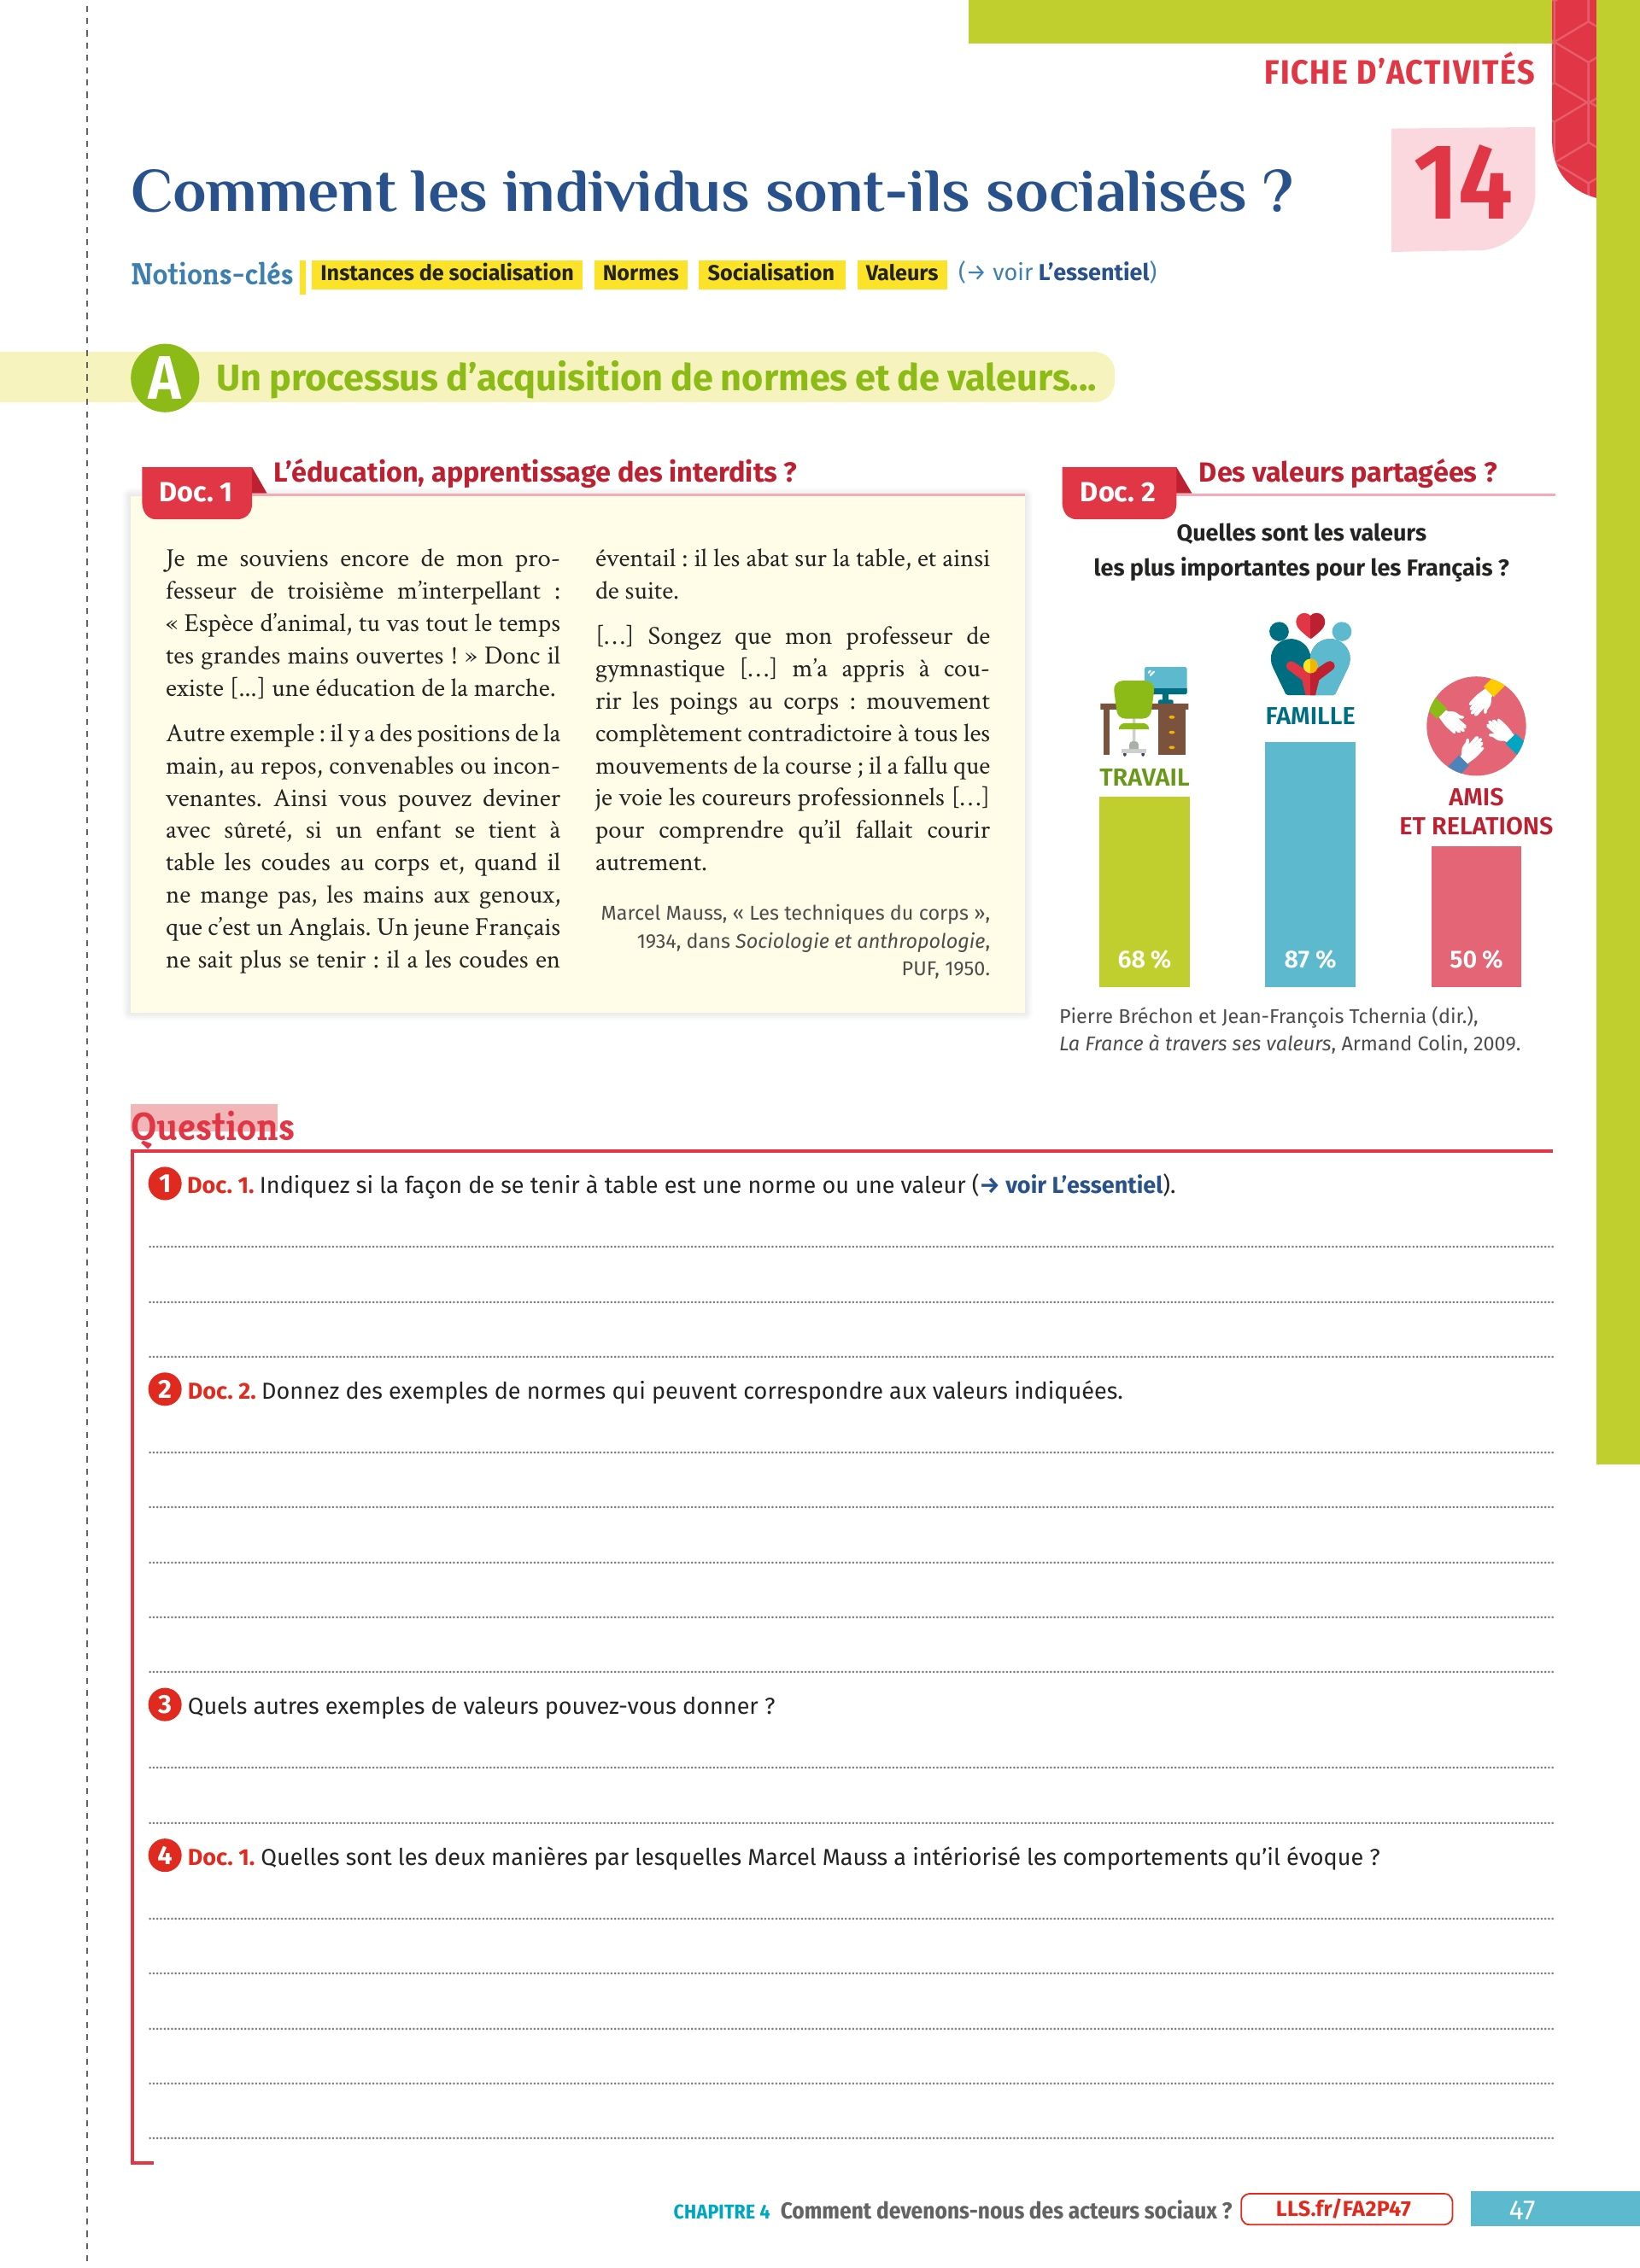 FICHE D'ACTIVITÉS
14
Comment les individus sont-ils socialisés ?
Notions-clés Instances de socialisation Normes Socialisation Valeurs (→ voir L'essentiel)
A Un processus d'acquisition de normes et de valeurs...
Doc. 1 L'éducation, apprentissage des interdits ?
Je me souviens encore de mon pro-
fesseur de troisième m'interpellant :
« Espèce d'animal, tu vas tout le temps
tes grandes mains ouvertes ! » Donc il
existe [...] une éducation de la marche.
Autre exemple : il y a des positions de la
main, au repos, convenables ou incon-
venantes. Ainsi vous pouvez deviner
avec sûreté, si un enfant se tient à
table les coudes au corps et, quand il
ne mange pas, les mains aux genoux,
que c'est un Anglais. Un jeune Français
ne sait plus se tenir : il a les coudes en
éventail : il les abat sur la table, et ainsi
de suite.
[…] Songez que mon professeur de
gymnastique […] m'a appris à cou-
rir les poings au corps : mouvement
complètement contradictoire à tous les
mouvements de la course ; il a fallu que
je voie les coureurs professionnels […]
pour comprendre qu'il fallait courir
autrement.
Marcel Mauss, « Les techniques du corps »,
1934, dans Sociologie et anthropologie,
PUF, 1950.
Doc. 2 Des valeurs partagées ?
Quelles sont les valeurs
les plus importantes pour les Français ?
FAMILLE
TRAVAIL
AMIS
ET RELATIONS
68 % 87 % 50 %
Pierre Bréchon et Jean-François Tchernia (dir.),
La France à travers ses valeurs, Armand Colin, 2009.
Questions
1 Doc. 1. Indiquez si la façon de se tenir à table est une norme ou une valeur (→ voir L'essentiel).
2 Doc. 2. Donnez des exemples de normes qui peuvent correspondre aux valeurs indiquées.
3 Quels autres exemples de valeurs pouvez-vous donner ?
4 Doc. 1. Quelles sont les deux manières par lesquelles Marcel Mauss a intériorisé les comportements qu'il évoque ?
CHAPITRE 4 Comment devenons-nous des acteurs sociaux ? LLS.fr/FA2P47 47